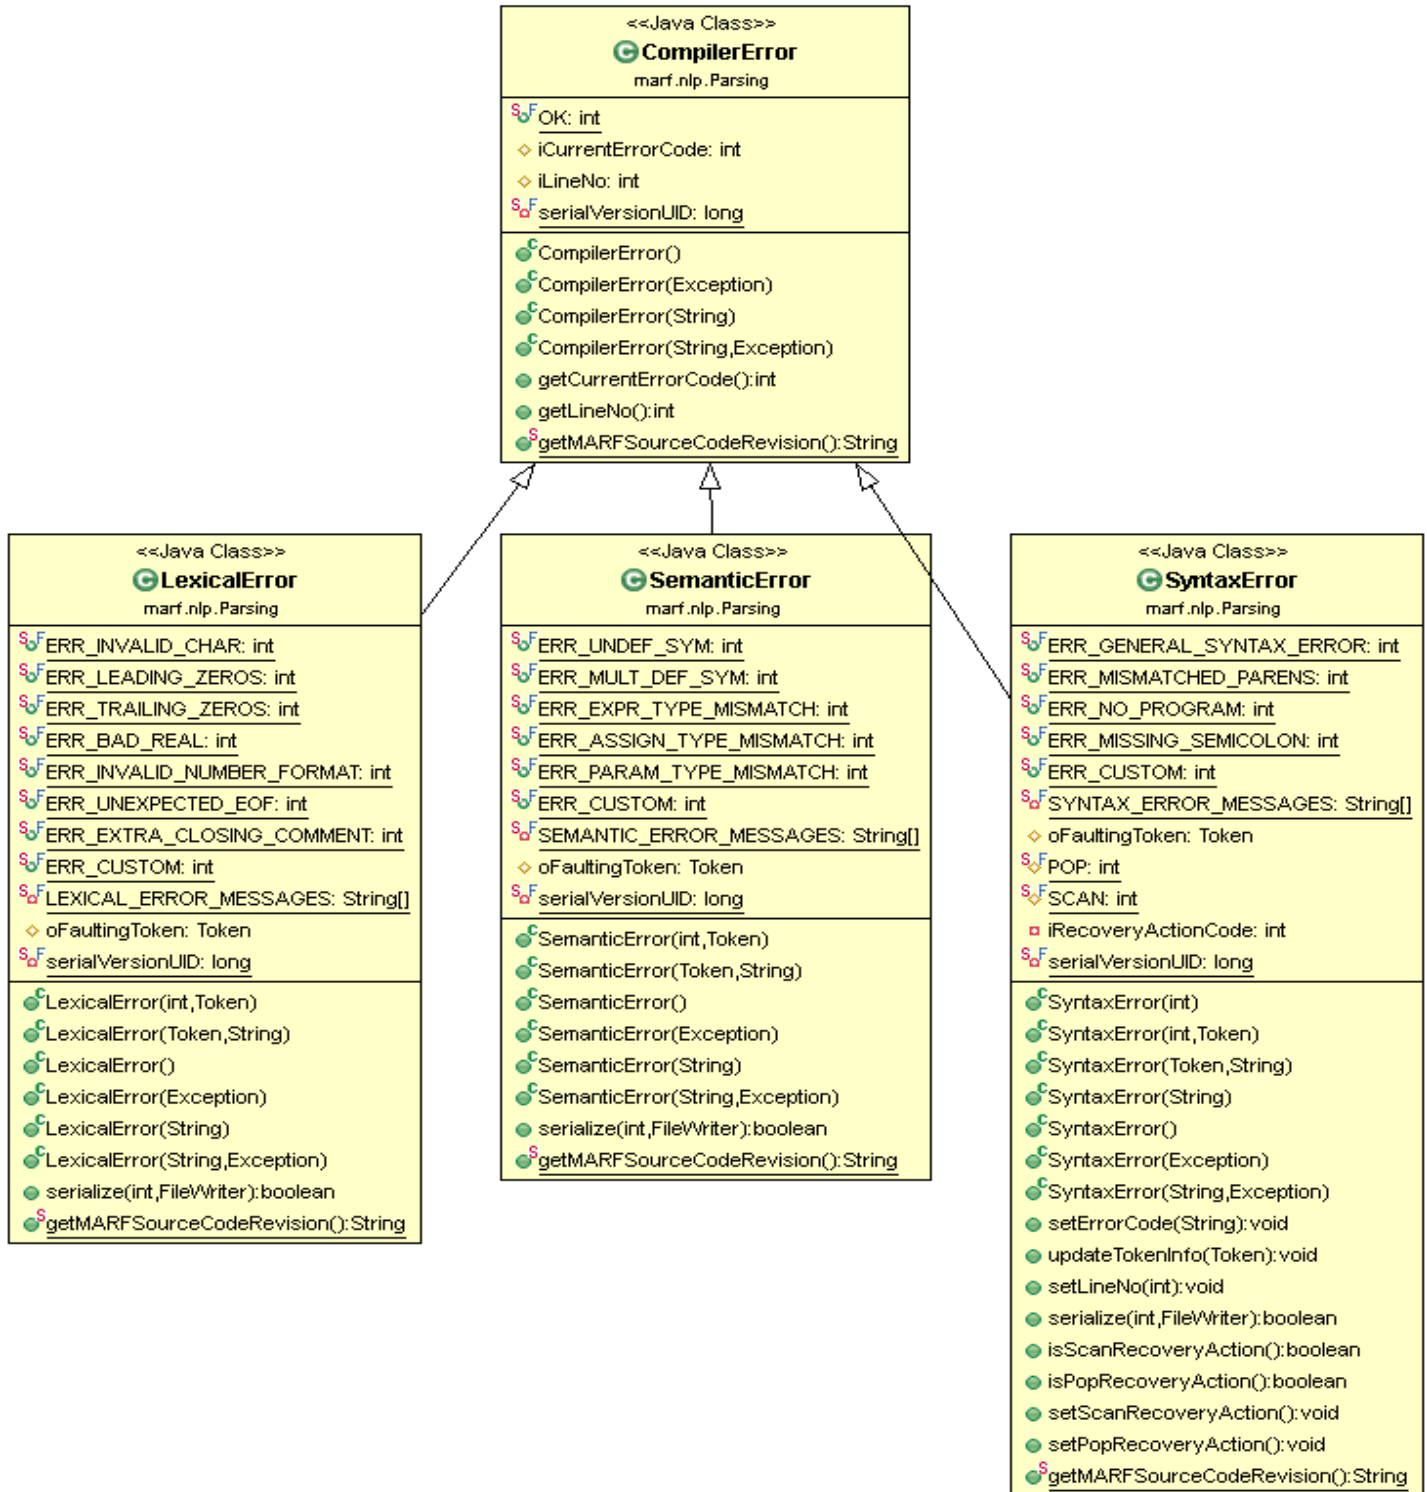 <<Java Class>>
CompilerError
marf.nlp.Parsing
OK: int
iCurrentErrorCode: int
iLineNo: int
serialVersionUID: long
CompilerError()
CompilerError(Exception)
CompilerError(String)
CompilerError(String,Exception)
getCurrentErrorCode():int
getLineNo():int
getMARFSourceCodeRevision():String
<<Java Class>>
LexicalError
marf.nlp.Parsing
ERR_INVALID_CHAR: int
ERR_LEADING_ZEROS: int
ERR_TRAILING_ZEROS: int
ERR_BAD_REAL: int
ERR_INVALID_NUMBER_FORMAT: int
ERR_UNEXPECTED_EOF: int
ERR_EXTRA_CLOSING_COMMENT: int
ERR_CUSTOM: int
LEXICAL_ERROR_MESSAGES: String[]
oFaultingToken: Token
serialVersionUID: long
LexicalError(int,Token)
LexicalError(Token,String)
LexicalError()
LexicalError(Exception)
LexicalError(String)
LexicalError(String,Exception)
serialize(int,FileWriter):boolean
getMARFSourceCodeRevision():String
<<Java Class>>
SemanticError
marf.nlp.Parsing
ERR_UNDEF_SYM: int
ERR_MULT_DEF_SYM: int
ERR_EXPR_TYPE_MISMATCH: int
ERR_ASSIGN_TYPE_MISMATCH: int
ERR_PARAM_TYPE_MISMATCH: int
ERR_CUSTOM: int
SEMANTIC_ERROR_MESSAGES: String[]
oFaultingToken: Token
serialVersionUID: long
SemanticError(int,Token)
SemanticError(Token,String)
SemanticError()
SemanticError(Exception)
SemanticError(String)
SemanticError(String,Exception)
serialize(int,FileWriter):boolean
getMARFSourceCodeRevision():String
<<Java Class>>
SyntaxError
marf.nlp.Parsing
ERR_GENERAL_SYNTAX_ERROR: int
ERR_MISMATCHED_PARENS: int
ERR_NO_PROGRAM: int
ERR_MISSING_SEMICOLON: int
ERR_CUSTOM: int
SYNTAX_ERROR_MESSAGES: String[]
oFaultingToken: Token
POP: int
SCAN: int
iRecoveryActionCode: int
serialVersionUID: long
SyntaxError(int)
SyntaxError(int,Token)
SyntaxError(Token,String)
SyntaxError(String)
SyntaxError()
SyntaxError(Exception)
SyntaxError(String,Exception)
setErrorCode(String):void
updateTokenInfo(Token):void
setLineNo(int):void
serialize(int,FileWriter):boolean
isScanRecoveryAction():boolean
isPopRecoveryAction():boolean
setScanRecoveryAction():void
setPopRecoveryAction():void
getMARFSourceCodeRevision():String